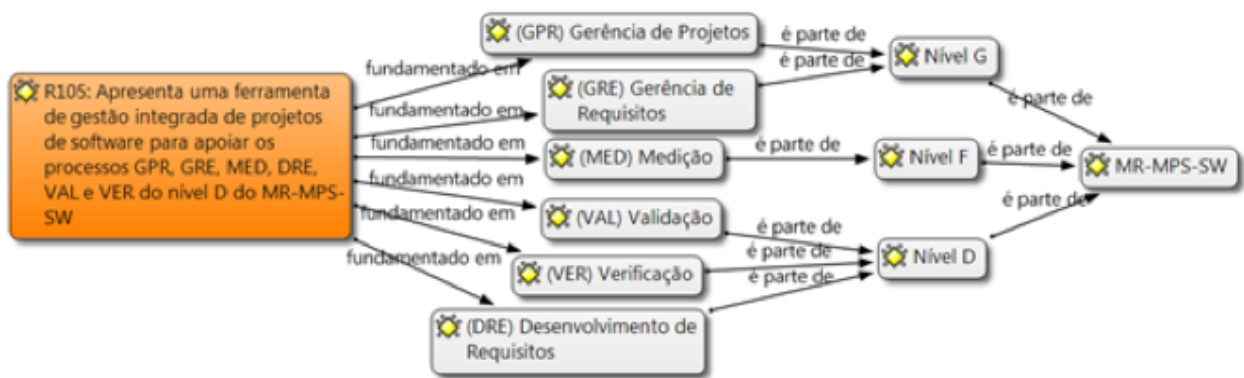 (GPR) Gerência de Projetos
é parte de
é parte de
Nível G
fundamentado em
R105: Apresenta uma ferramenta
de gestão integrada de projetos
de software para apoiar os
processos GPR, GRE, MED, DRE,
VAL e VER do nível D do MR-MPS-
SW
(GRE) Gerência de
Requisitos
fundamentado em
é parte de
fundamentado em
(MED) Medição
é parte de
Nível F
é parte de
MR-MPS-SW
fundamentado em
é parte de
fundamentado em
(VAL) Validação
é parte de
é parte de
Nível D
fundamentado em
(VER) Verificação
é parte de
(DRE) Desenvolvimento de
Requisitos